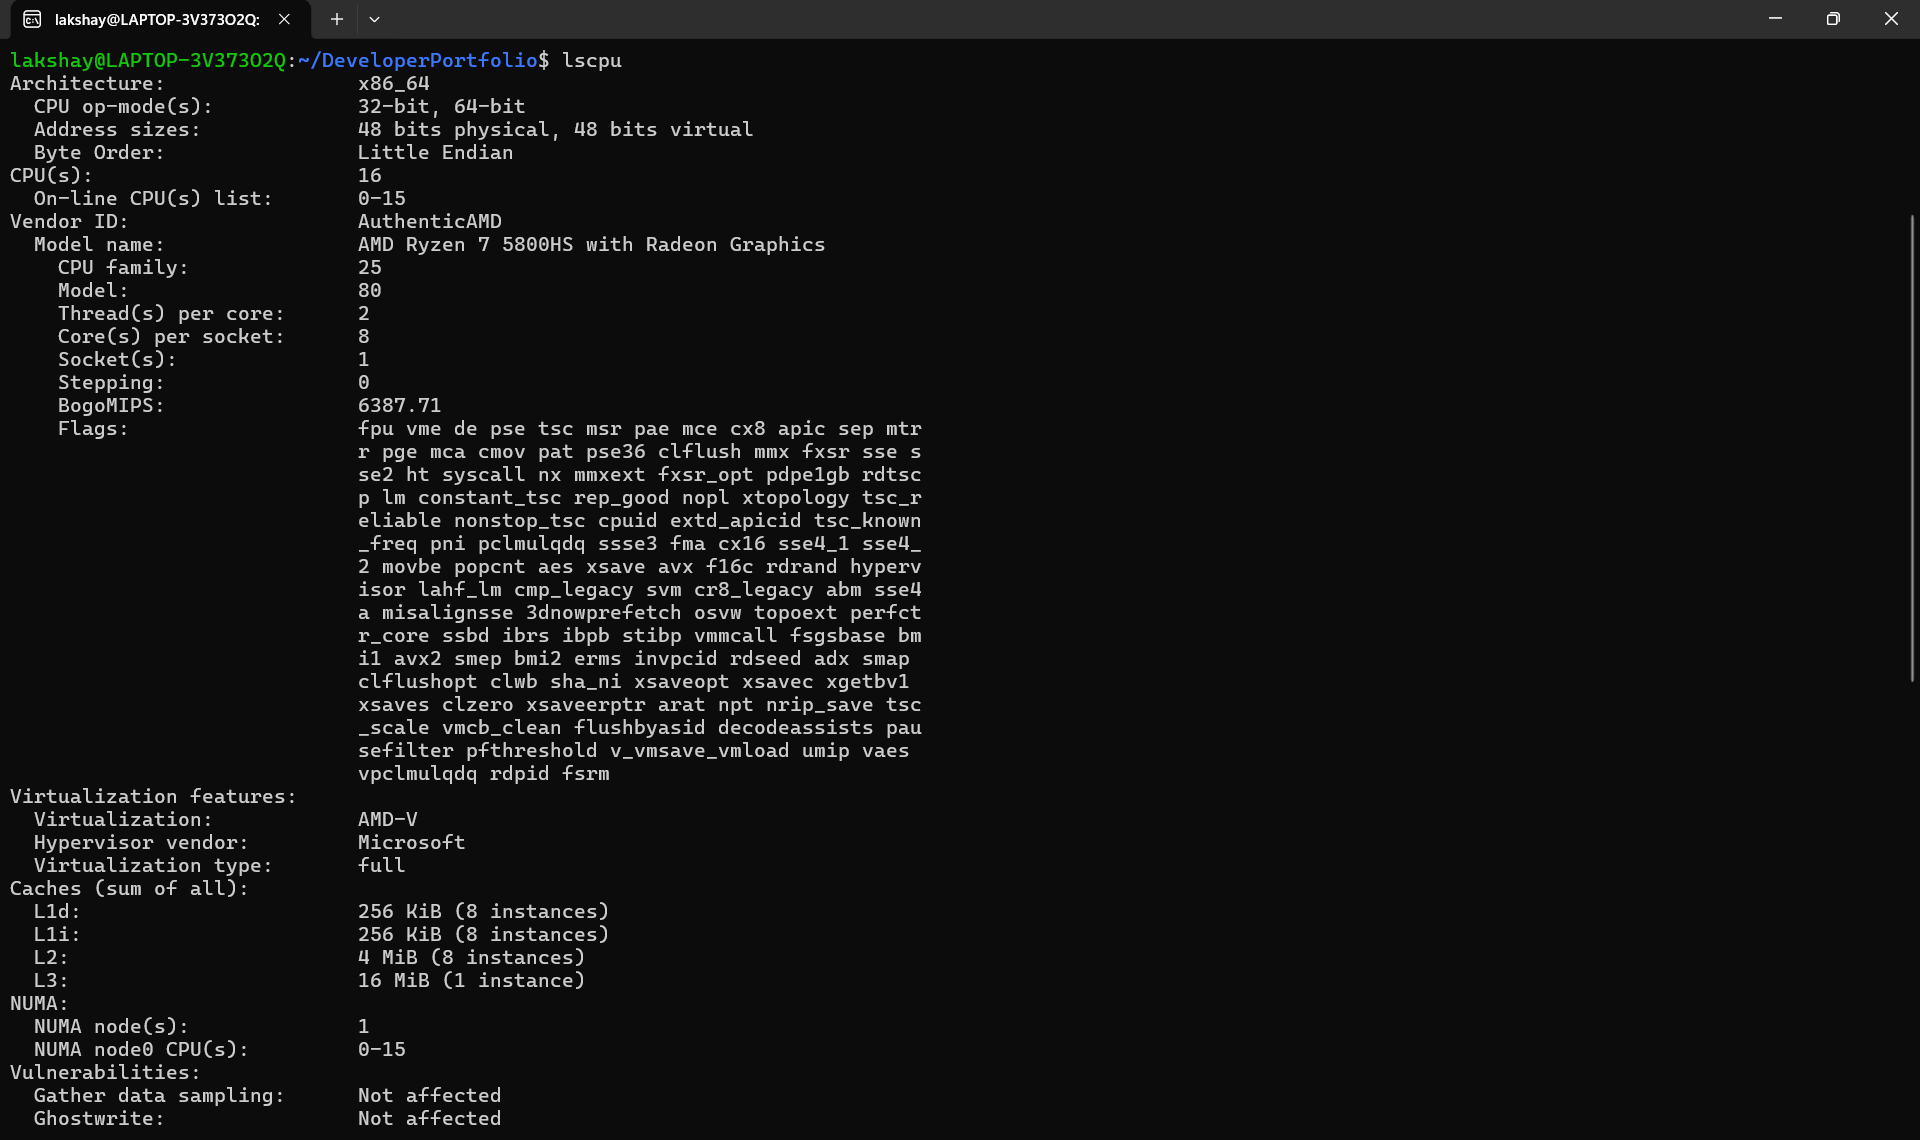 lakshay@LAPTOP-3V373O2Q:
lakshay@LAPTOP-3V373O2Q:~/DeveloperPortfolio$ lscpu
Architecture: x86_64
CPU op-mode(s): 32-bit, 64-bit
Address sizes: 48 bits physical, 48 bits virtual
Byte Order: Little Endian
CPU(s): 16
On-line CPU(s) list: 0-15
Vendor ID: AuthenticAMD
Model name: AMD Ryzen 7 5800HS with Radeon Graphics
CPU family: 25
Model: 80
Thread(s) per core: 2
Core(s) per socket: 8
Socket(s): 1
Stepping: 0
BogoMIPS: 6387.71
Flags: fpu vme de pse tsc msr pae mce cx8 apic sep mtr
r pge mca cmov pat pse36 clflush mmx fxsr sse s
se2 ht syscall nx mmxext fxsr_opt pdpe1gb rdtsc
p lm constant_tsc rep_good nopl xtopology tsc_r
eliable nonstop_tsc cpuid extd_apicid tsc_known
_freq pni pclmulqdq ssse3 fma cx16 sse4_1 sse4_
2 movbe popcnt aes xsave avx f16c rdrand hyperv
isor lahf_lm cmp_legacy svm cr8_legacy abm sse4
a misalignsse 3dnowprefetch osvw topoext perfct
r_core ssbd ibrs ibpb stibp vmmcall fsgsbase bm
i1 avx2 smep bmi2 erms invpcid rdseed adx smap
clflushopt clwb sha_ni xsaveopt xsavec xgetbv1
xsaves clzero xsaveerptr arat npt nrip_save tsc
_scale vmcb_clean flushbyasid decodeassists pau
sefilter pfthreshold v_vmsave_vmload umip vaes
vpclmulqdq rdpid fsrm
Virtualization features:
Virtualization: AMD-V
Hypervisor vendor: Microsoft
Virtualization type: full
Caches (sum of all):
L1d: 256 KiB (8 instances)
L1i: 256 KiB (8 instances)
L2: 4 MiB (8 instances)
L3: 16 MiB (1 instance)
NUMA:
NUMA node(s): 1
NUMA node0 CPU(s): 0-15
Vulnerabilities:
Gather data sampling: Not affected
Ghostwrite: Not affected